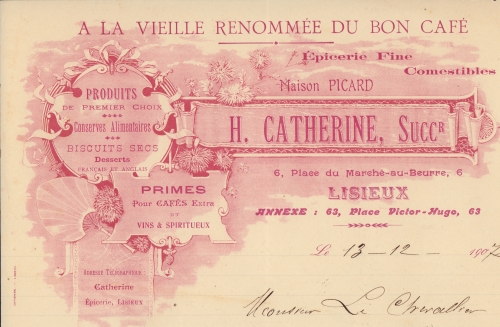 A LA VIEILLE RENOMMÉE DU BON CAFÉ
Épicerie Fine
Comestibles
Maison PICARD
H. CATHERINE, SUCCR
6, Place du Marché-au-Beurre, 6
LISIEUX
ANNEXE : 63, Place Victor-Hugo, 63
PRODUITS
DE PREMIER CHOIX
Conserves Alimentaires
BISCUITS SECS
Desserts
FRANÇAIS ET ANGLAIS
PRIMES
Pour CAFÉS Extra
ET
VINS & SPIRITUEUX
ADRESSE TÉLÉGRAPHIQUE
Catherine
Épicerie, LISIEUX
Le 13-12-1907
Monsieur Le Chevallier